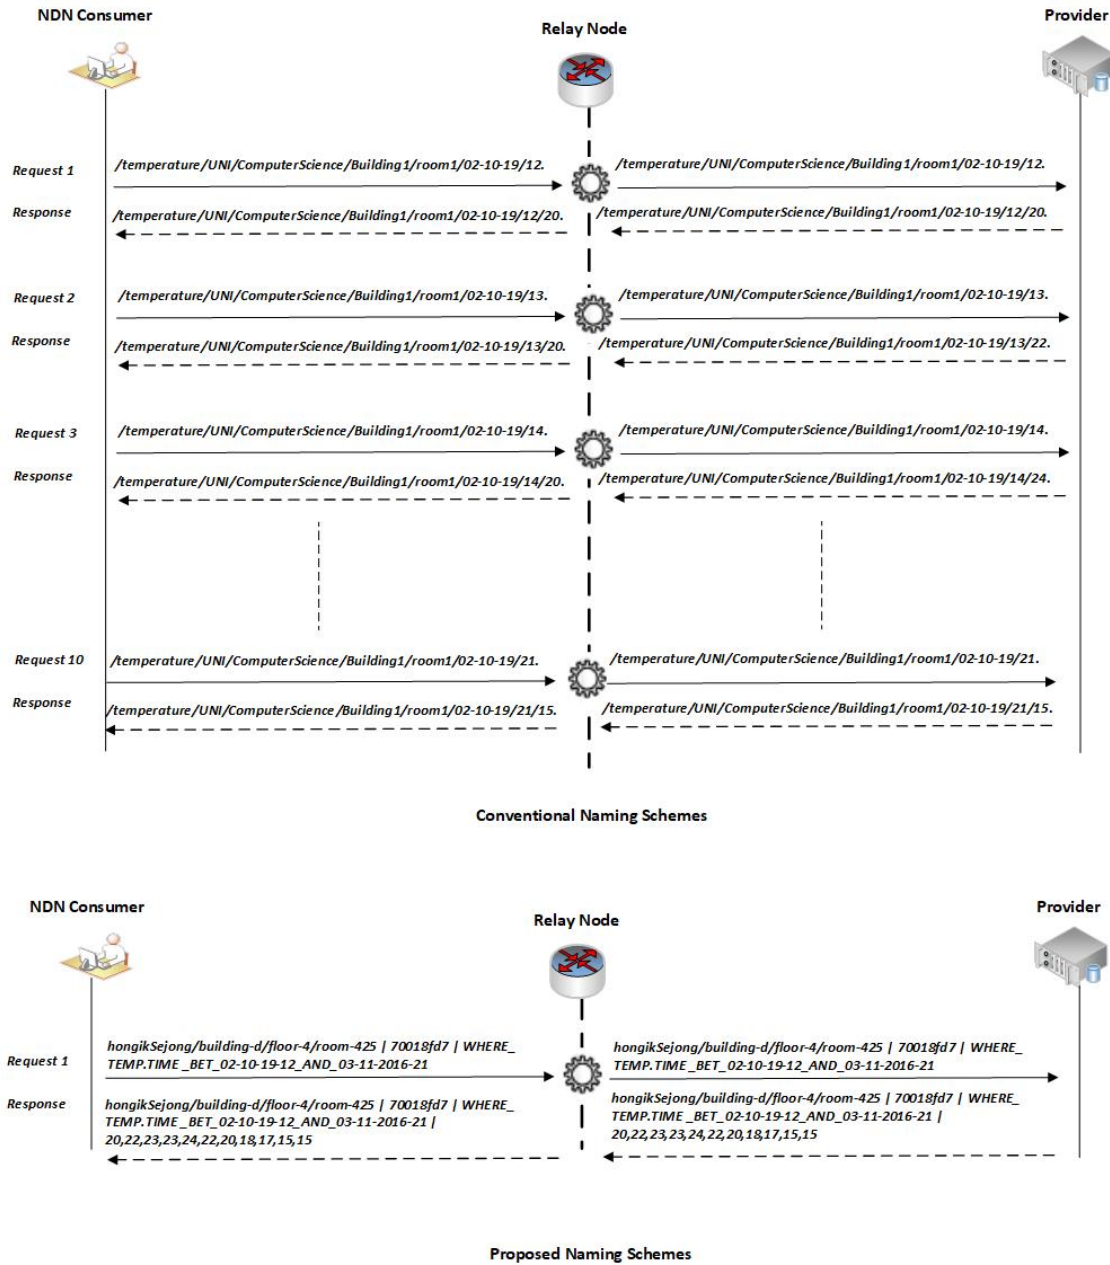 NDN Consumer
Relay Node
Provider
Request 1
/temperature/UNI/ComputerScience/Building1/room1/02-10-19/12.
/temperature/UNI/ComputerScience/Building1/room1/02-10-19/12.
Response
/temperature/UNI/ComputerScience/Building1/room1/02-10-19/12/20.
/temperature/UNI/ComputerScience/Building1/room1/02-10-19/12/20.
Request 2
/temperature/UNI/ComputerScience/Building1/room1/02-10-19/13.
/temperature/UNI/ComputerScience/Building1/room1/02-10-19/13.
Response
/temperature/UNI/ComputerScience/Building1/room1/02-10-19/13/20.
/temperature/UNI/ComputerScience/Building1/room1/02-10-19/13/22.
Request 3
/temperature/UNI/ComputerScience/Building1/room1/02-10-19/14.
/temperature/UNI/ComputerScience/Building1/room1/02-10-19/14.
Response
/temperature/UNI/ComputerScience/Building1/room1/02-10-19/14/20.
/temperature/UNI/ComputerScience/Building1/room1/02-10-19/14/24.
Request 10
/temperature/UNI/ComputerScience/Building1/room1/02-10-19/21.
/temperature/UNI/ComputerScience/Building1/room1/02-10-19/21.
Response
/temperature/UNI/ComputerScience/Building1/room1/02-10-19/21/15.
/temperature/UNI/ComputerScience/Building1/room1/02-10-19/21/15.
Conventional Naming Schemes
NDN Consumer
Relay Node
Provider
Request 1
hongikSejong/building-d/floor-4/room-425 | 70018fd7 | WHERE_
TEMP.TIME_BET_02-10-19-12_AND_03-11-2016-21
hongikSejong/building-d/floor-4/room-425 | 70018fd7 | WHERE_
TEMP.TIME_BET_02-10-19-12_AND_03-11-2016-21
Response
hongikSejong/building-d/floor-4/room-425 | 70018fd7 | WHERE_
TEMP.TIME_BET_02-10-19-12_AND_03-11-2016-21 |
20,22,23,23,24,22,20,18,17,15,15
hongikSejong/building-d/floor-4/room-425 | 70018fd7 | WHERE_
TEMP.TIME_BET_02-10-19-12_AND_03-11-2016-21 |
20,22,23,23,24,22,20,18,17,15,15
Proposed Naming Schemes